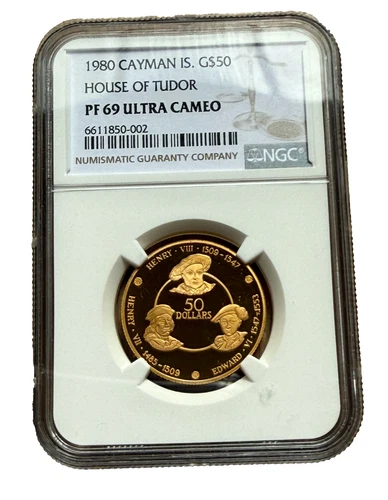 1980 CAYMAN IS. G$50
HOUSE OF TUDOR
PF 69 ULTRA CAMEO
6611850-002
NUMISMATIC GUARANTY COMPANY
NGC
HENRY · VIII · 1509-1547
50
DOLLARS
HENRY · VII · 1485-1509
EDWARD · VI · 1547-1553